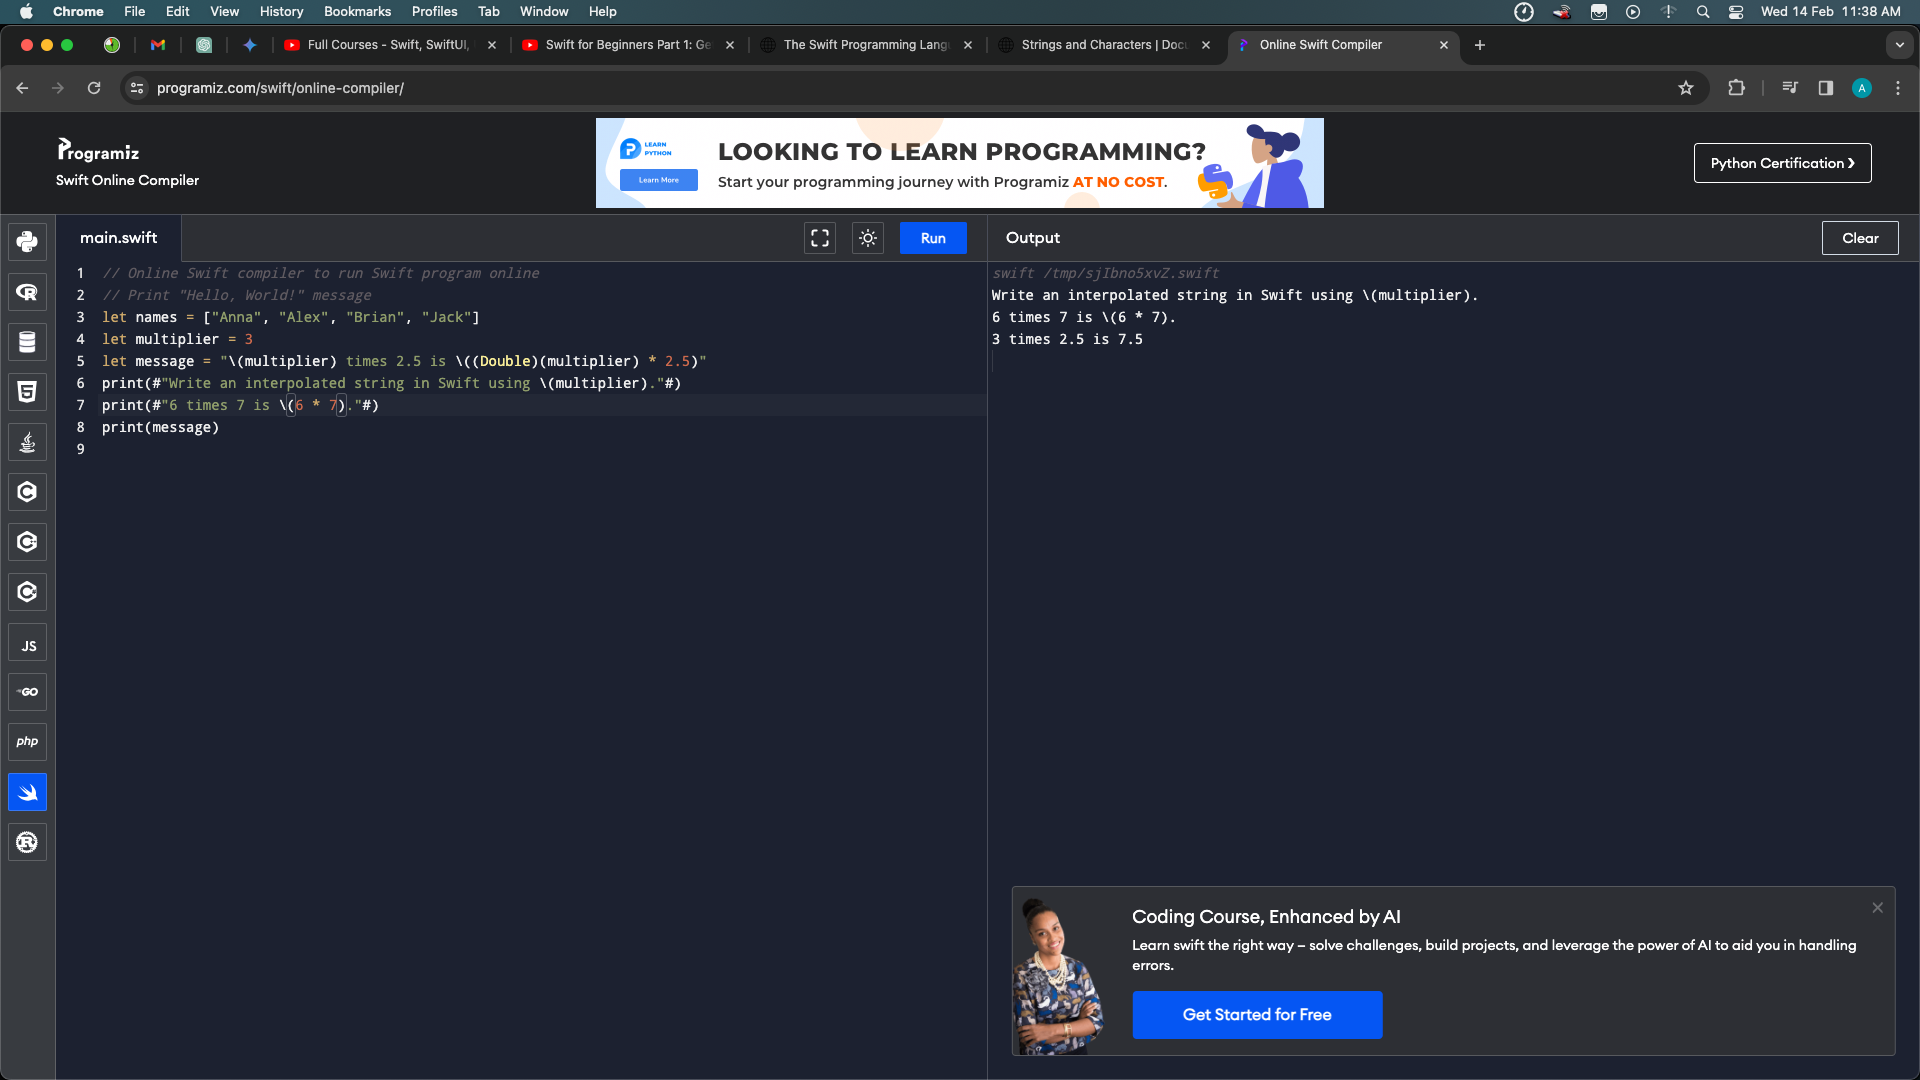 Chrome File Edit View History Bookmarks Profiles Tab Window Help Wed 14 Feb 11:38 AM
Full Courses - Swift, SwiftUI, Swift for Beginners Part 1: Ge The Swift Programming Langu Strings and Characters | Docu Online Swift Compiler
programiz.com/swift/online-compiler/ A
Programiz
Swift Online Compiler
LEARN
PYTHON
Learn More
LOOKING TO LEARN PROGRAMMING?
Start your programming journey with Programiz AT NO COST.
Python Certification ›
main.swift Run Output Clear
1 // Online Swift compiler to run Swift program online
2 // Print "Hello, World!" message
3 let names = ["Anna", "Alex", "Brian", "Jack"]
4 let multiplier = 3
5 let message = "\(multiplier) times 2.5 is \((Double)(multiplier) * 2.5)"
6 print(#"Write an interpolated string in Swift using \(multiplier)."#)
7 print(#"6 times 7 is \(6 * 7)."#)
8 print(message)
9
swift /tmp/sjIbno5xvZ.swift
Write an interpolated string in Swift using \(multiplier).
6 times 7 is \(6 * 7).
3 times 2.5 is 7.5
JS
GO
php
Coding Course, Enhanced by AI
Learn swift the right way – solve challenges, build projects, and leverage the power of AI to aid you in handling
errors.
Get Started for Free